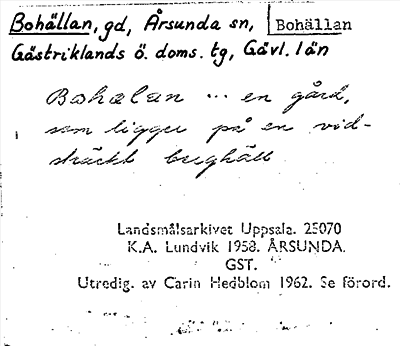 Bohällan, gd, Årsunda sn, Bohällan
Gästriklands ö. doms. tg, Gävl. län
Bohalan ... en gård,
som ligger på en vid-
sträckt berghäll
Landsmålsarkivet Uppsala. 25070
K.A. Lundvik 1958. ÅRSUNDA.
GST.
Utredig. av Carin Hedblom 1962. Se förord.